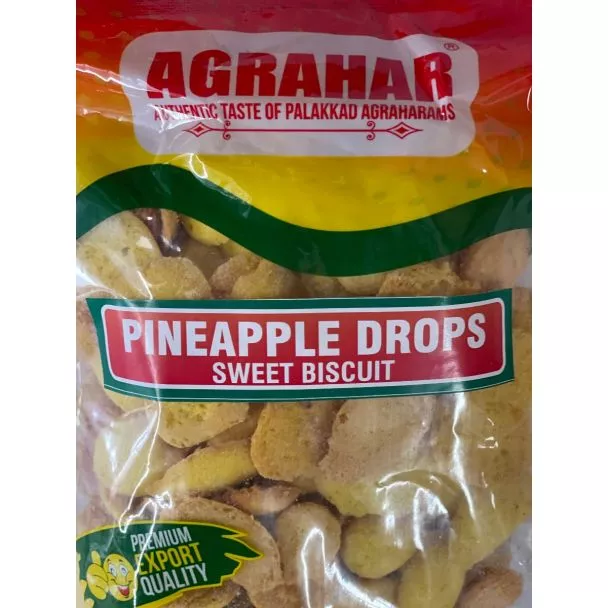 AGRAHAR®
AUTHENTIC TASTE OF PALAKKAD AGRAHARAMS
PINEAPPLE DROPS
SWEET BISCUIT
PREMIUM
EXPORT
QUALITY